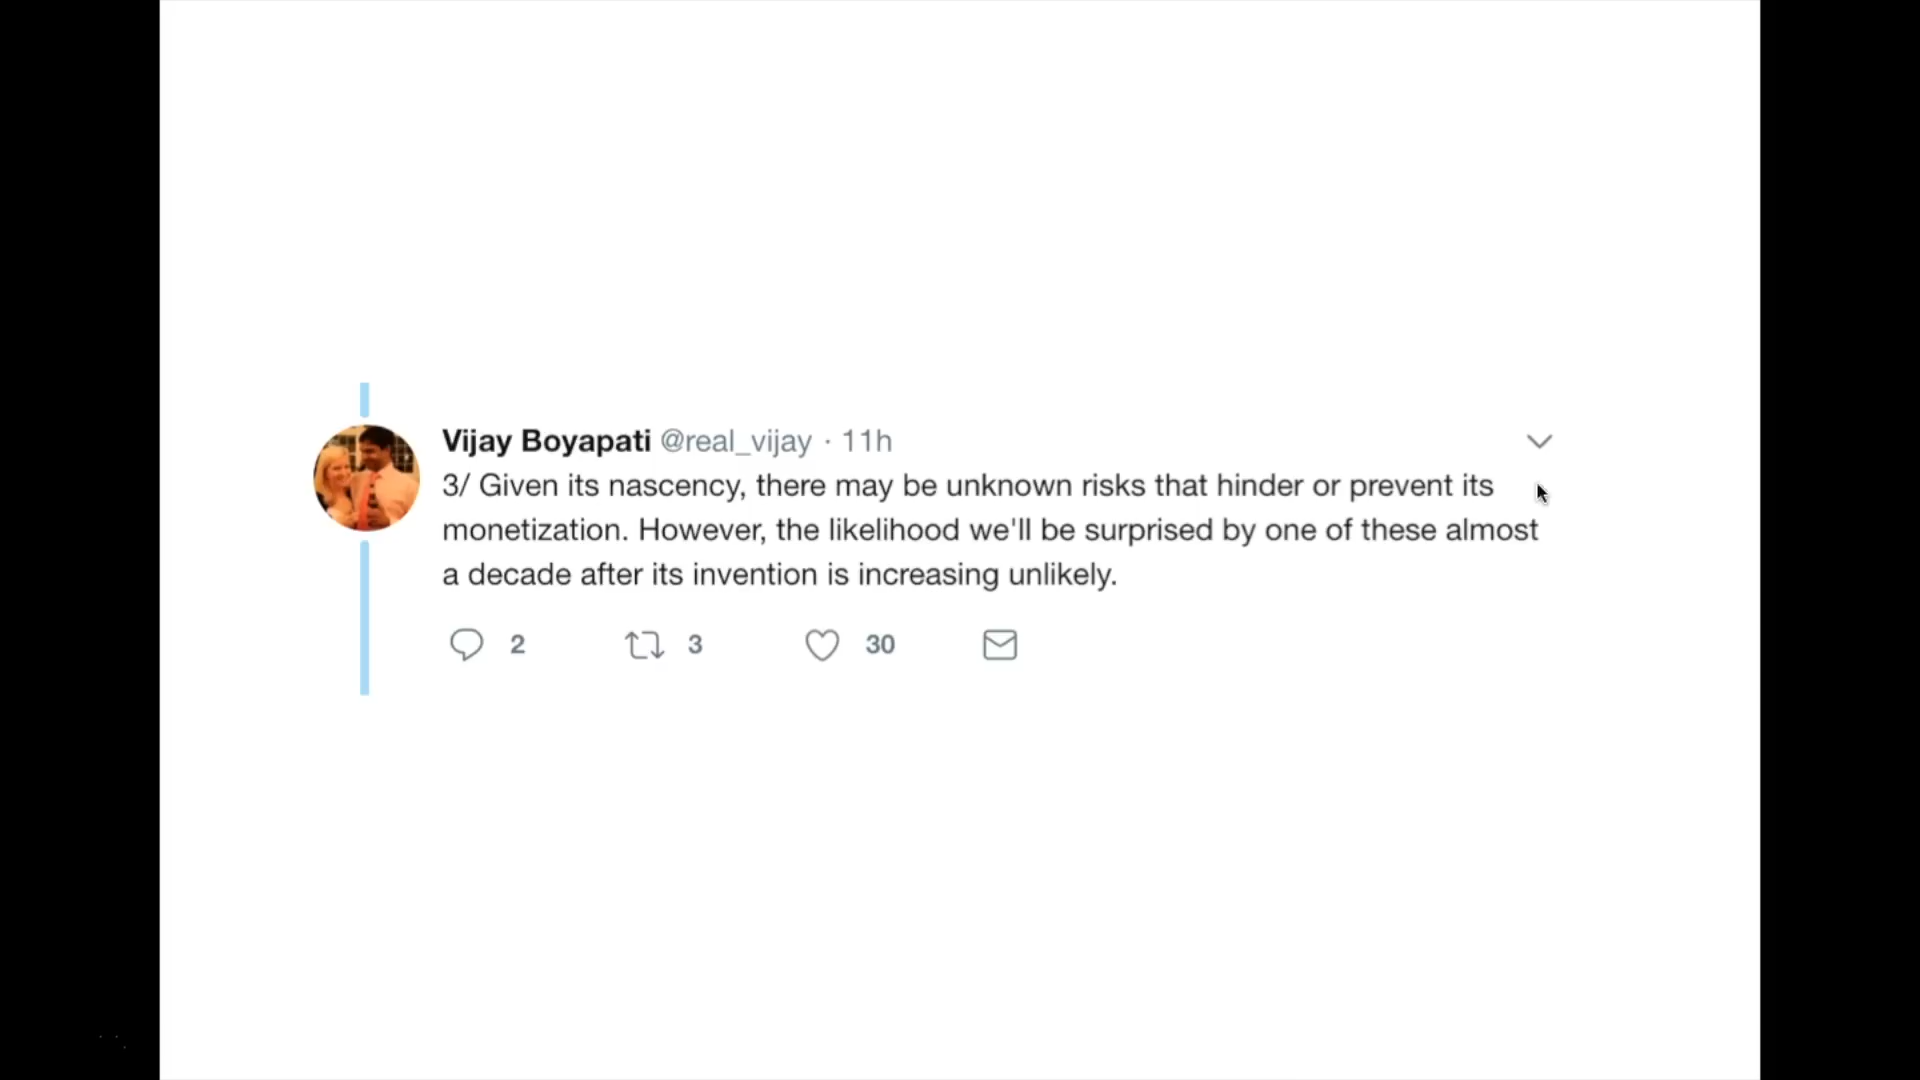 Vijay Boyapati @real_vijay · 11h
3/ Given its nascency, there may be unknown risks that hinder or prevent its
monetization. However, the likelihood we'll be surprised by one of these almost
a decade after its invention is increasing unlikely.
2 3 30